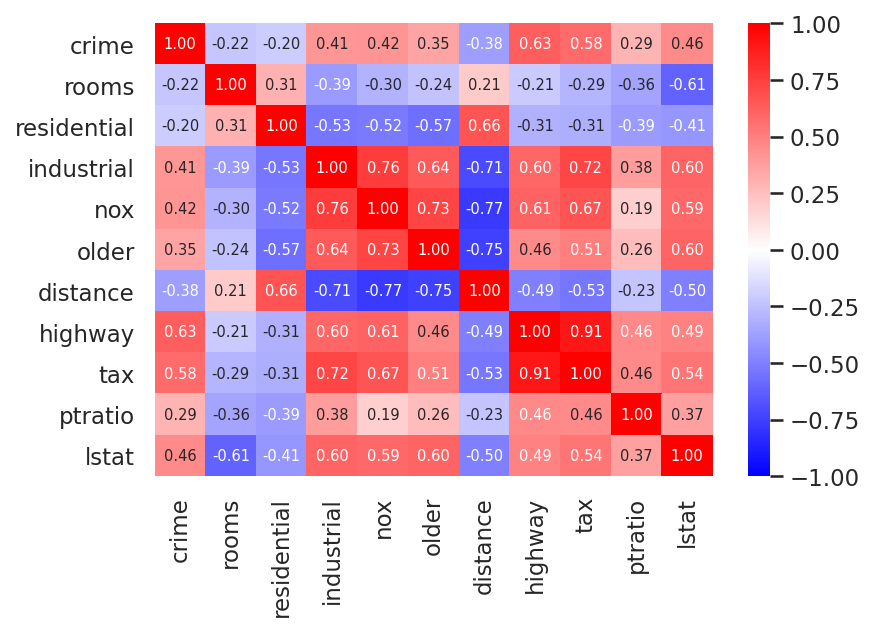 crime 1.00 -0.22 -0.20 0.41 0.42 0.35 -0.38 0.63 0.58 0.29 0.46
rooms -0.22 1.00 0.31 -0.39 -0.30 -0.24 0.21 -0.21 -0.29 -0.36 -0.61
residential -0.20 0.31 1.00 -0.53 -0.52 -0.57 0.66 -0.31 -0.31 -0.39 -0.41
industrial 0.41 -0.39 -0.53 1.00 0.76 0.64 -0.71 0.60 0.72 0.38 0.60
nox 0.42 -0.30 -0.52 0.76 1.00 0.73 -0.77 0.61 0.67 0.19 0.59
older 0.35 -0.24 -0.57 0.64 0.73 1.00 -0.75 0.46 0.51 0.26 0.60
distance -0.38 0.21 0.66 -0.71 -0.77 -0.75 1.00 -0.49 -0.53 -0.23 -0.50
highway 0.63 -0.21 -0.31 0.60 0.61 0.46 -0.49 1.00 0.91 0.46 0.49
tax 0.58 -0.29 -0.31 0.72 0.67 0.51 -0.53 0.91 1.00 0.46 0.54
ptratio 0.29 -0.36 -0.39 0.38 0.19 0.26 -0.23 0.46 0.46 1.00 0.37
lstat 0.46 -0.61 -0.41 0.60 0.59 0.60 -0.50 0.49 0.54 0.37 1.00
crime rooms residential industrial nox older distance highway tax ptratio lstat
1.00
0.75
0.50
0.25
0.00
−0.25
−0.50
−0.75
−1.00